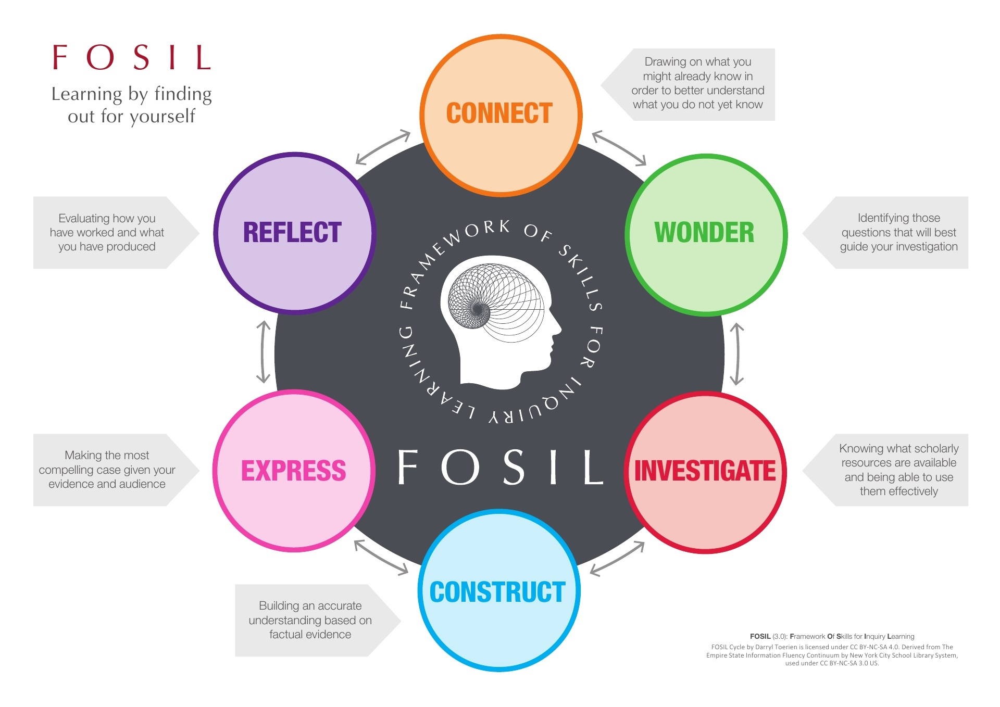 F O S I L
Learning by finding
out for yourself
CONNECT
Drawing on what you
might already know in
order to better understand
what you do not yet know
WONDER
Identifying those
questions that will best
guide your investigation
INVESTIGATE
Knowing what scholarly
resources are available
and being able to use
them effectively
CONSTRUCT
Building an accurate
understanding based on
factual evidence
EXPRESS
Making the most
compelling case given your
evidence and audience
REFLECT
Evaluating how you
have worked and what
you have produced
FRAMEWORK OF SKILLS FOR INQUIRY LEARNING
F O S I L
FOSIL (3.0): Framework Of Skills for Inquiry Learning
FOSIL Cycle by Darryl Toerien is licensed under CC BY-NC-SA 4.0. Derived from The
Empire State Information Fluency Continuum by New York City School Library System,
used under CC BY-NC-SA 3.0 US.